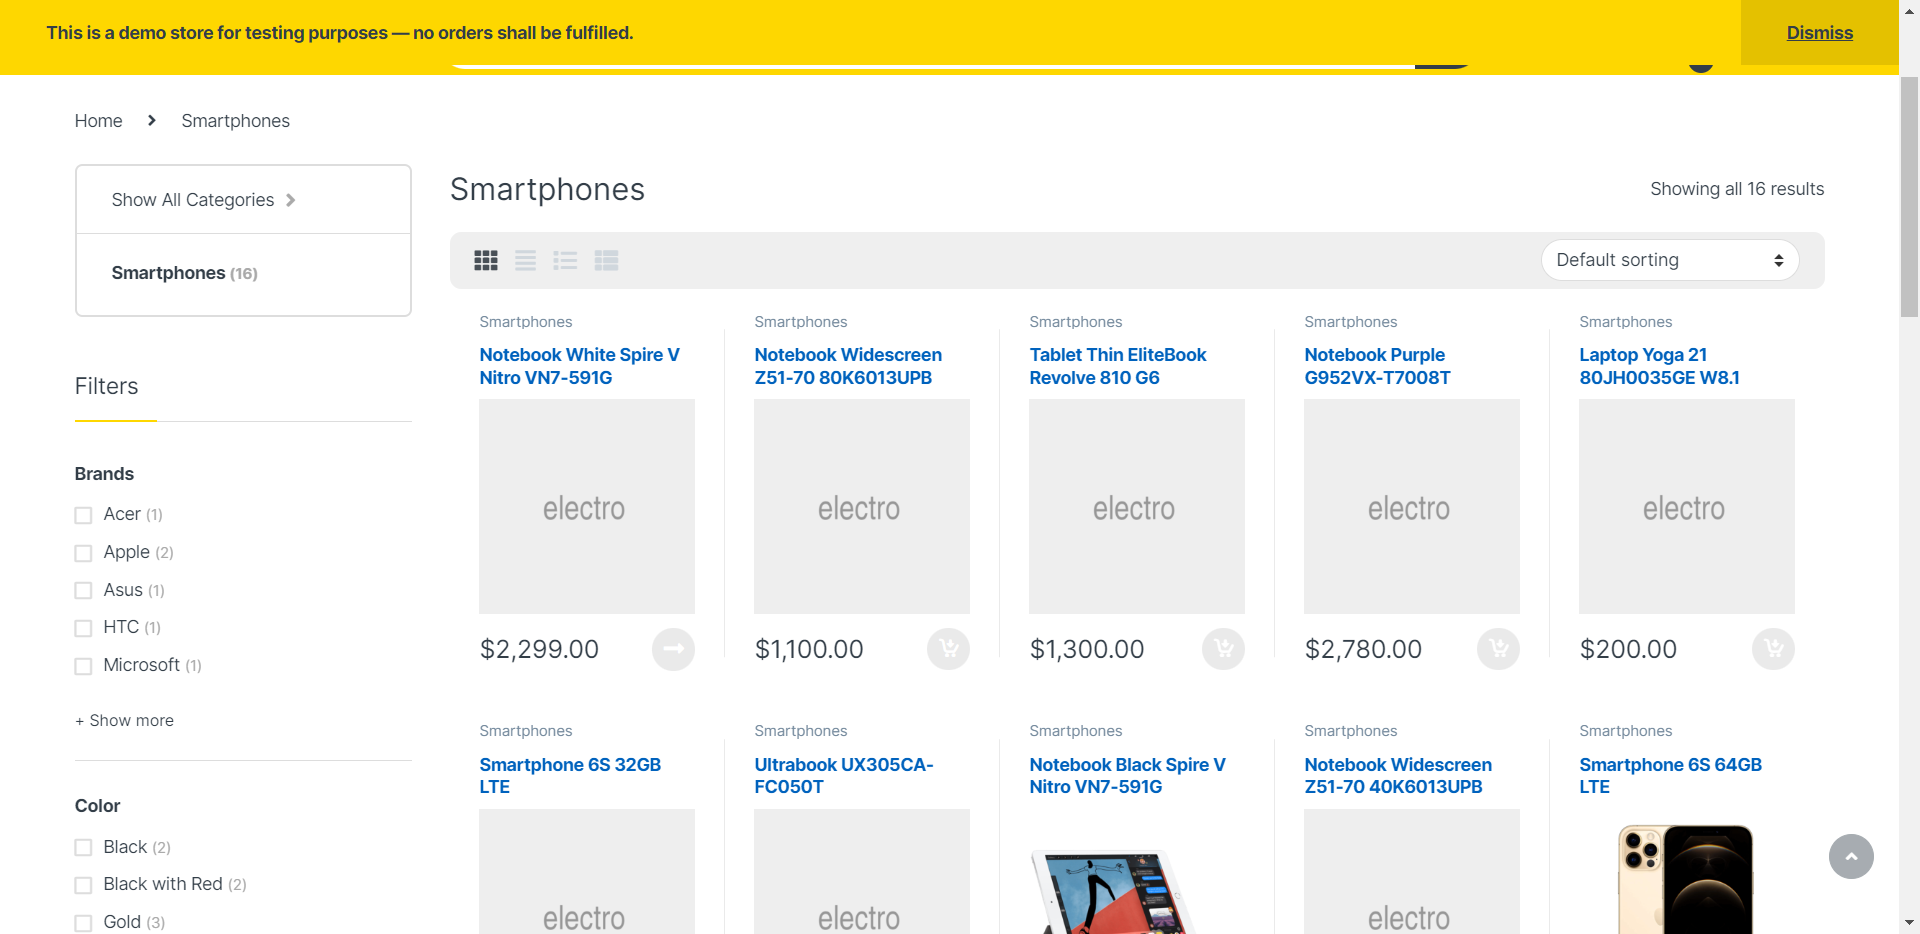 This is a demo store for testing purposes — no orders shall be fulfilled.
Dismiss
Home
Smartphones
Show All Categories
Smartphones (16)
Filters
Brands
Acer (1)
Apple (2)
Asus (1)
HTC (1)
Microsoft (1)
+ Show more
Color
Black (2)
Black with Red (2)
Gold (3)
Smartphones
Showing all 16 results
Default sorting
Smartphones
Notebook White Spire V
Nitro VN7-591G
electro
$2,299.00
Smartphones
Notebook Widescreen
Z51-70 80K6013UPB
electro
$1,100.00
Smartphones
Tablet Thin EliteBook
Revolve 810 G6
electro
$1,300.00
Smartphones
Notebook Purple
G952VX-T7008T
electro
$2,780.00
Smartphones
Laptop Yoga 21
80JH0035GE W8.1
electro
$200.00
Smartphones
Smartphone 6S 32GB
LTE
electro
Smartphones
Ultrabook UX305CA-
FC050T
electro
Smartphones
Notebook Black Spire V
Nitro VN7-591G
Smartphones
Notebook Widescreen
Z51-70 40K6013UPB
electro
Smartphones
Smartphone 6S 64GB
LTE